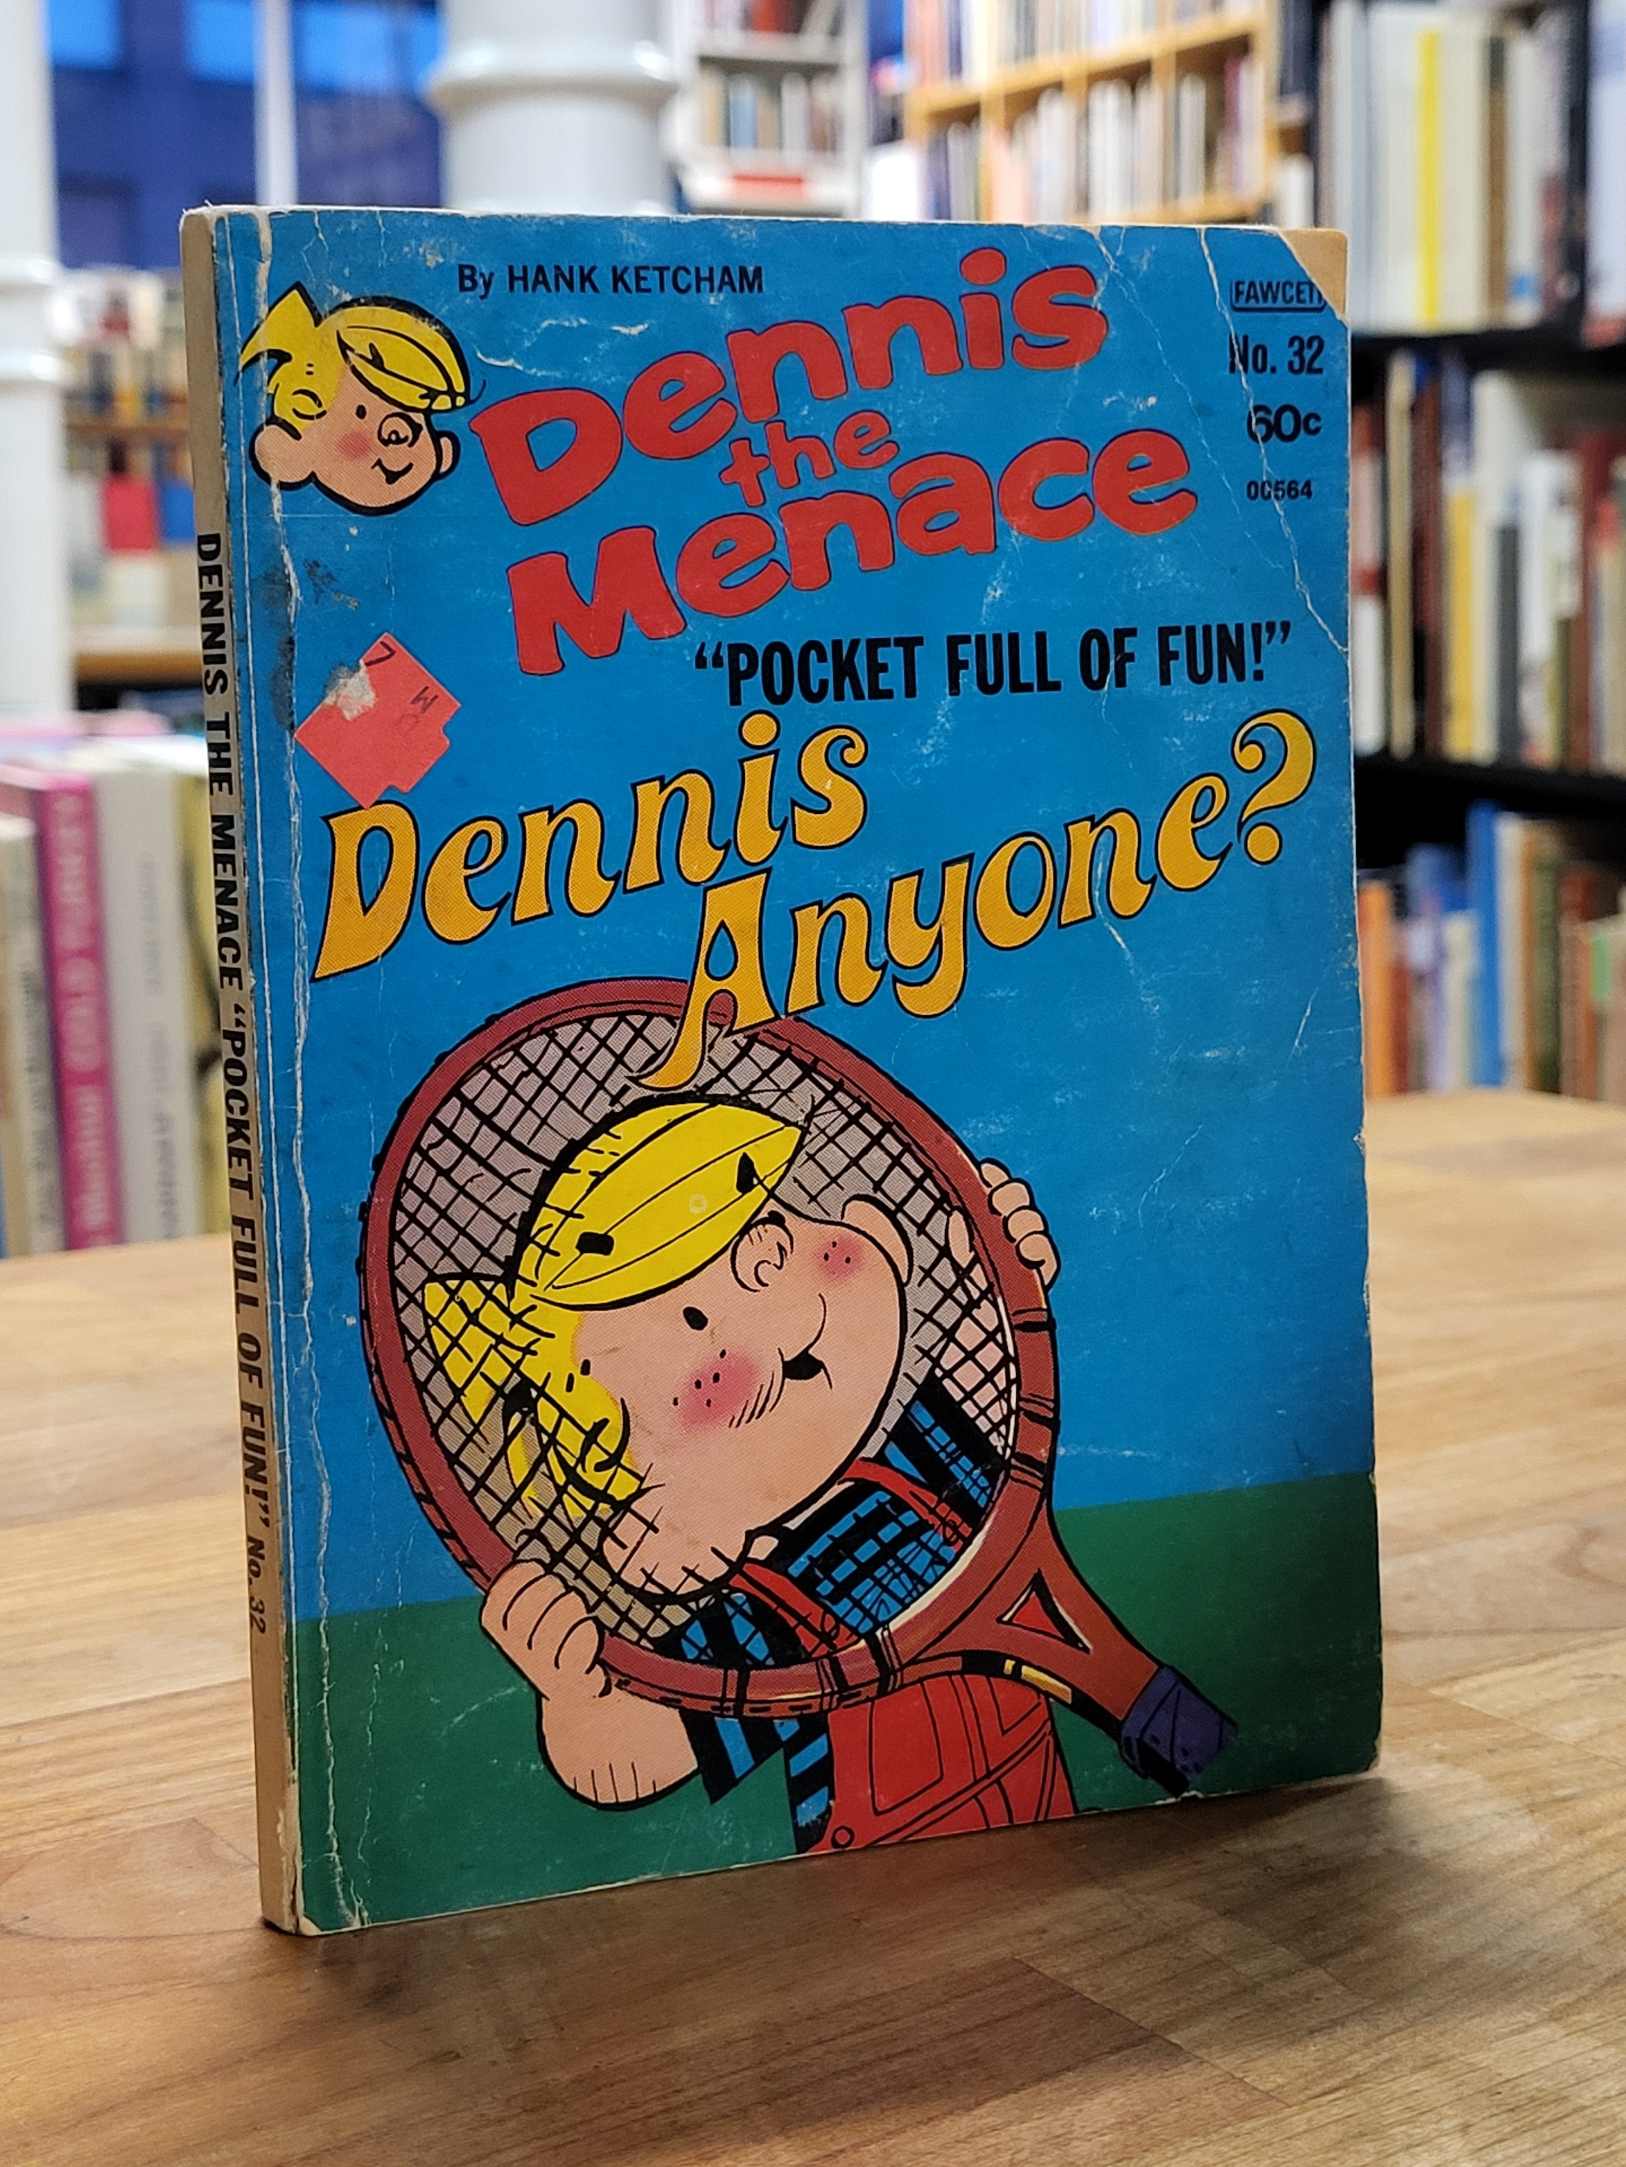 By HANK KETCHAM
Dennis
the
Menace
FAWCETT
No. 32
60c
00564
"POCKET FULL OF FUN!"
Dennis
Anyone?
DENNIS THE MENACE "POCKET FULL OF FUN!" No. 32